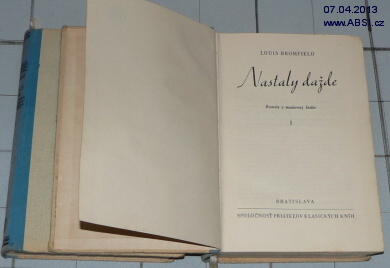 07.04.2013
www.ABSI.cz
LOUIS BROMFIELD
Nastaly dažde
Román z modernej Indie
I
BRATISLAVA
SPOLOČNOSŤ PRIATEĽOV KLASICKÝCH KNÍH